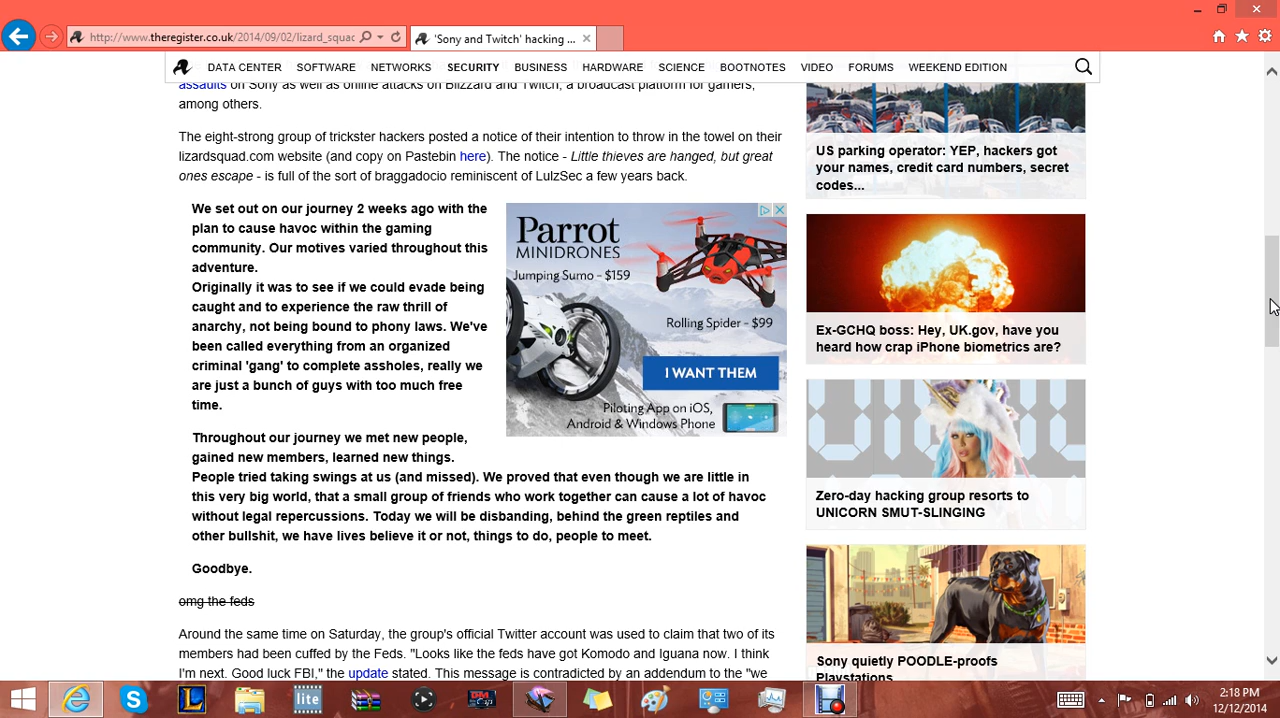 http://www.theregister.co.uk/2014/09/02/lizard_squad
'Sony and Twitch' hacking ...
DATA CENTER SOFTWARE NETWORKS SECURITY BUSINESS HARDWARE SCIENCE BOOTNOTES VIDEO FORUMS WEEKEND EDITION
assaults on Sony as well as online attacks on Blizzard and Twitch, a broadcast platform for gamers,
among others.
The eight-strong group of trickster hackers posted a notice of their intention to throw in the towel on their
lizardsquad.com website (and copy on Pastebin here). The notice - Little thieves are hanged, but great
ones escape - is full of the sort of braggadocio reminiscent of LulzSec a few years back.
We set out on our journey 2 weeks ago with the
plan to cause havoc within the gaming
community. Our motives varied throughout this
adventure.
Originally it was to see if we could evade being
caught and to experience the raw thrill of
anarchy, not being bound to phony laws. We've
been called everything from an organized
criminal 'gang' to complete assholes, really we
are just a bunch of guys with too much free
time.
Throughout our journey we met new people,
gained new members, learned new things.
People tried taking swings at us (and missed). We proved that even though we are little in
this very big world, that a small group of friends who work together can cause a lot of havoc
without legal repercussions. Today we will be disbanding, behind the green reptiles and
other bullshit, we have lives believe it or not, things to do, people to meet.
Goodbye.
omg the feds
Around the same time on Saturday, the group's official Twitter account was used to claim that two of its
members had been cuffed by the Feds. "Looks like the feds have got Komodo and Iguana now. I think
I'm next. Good luck FBI," the update stated. This message is contradicted by an addendum to the "we
Parrot
MINIDRONES
Jumping Sumo - $159
Rolling Spider - $99
I WANT THEM
Piloting App on iOS,
Android & Windows Phone
US parking operator: YEP, hackers got
your names, credit card numbers, secret
codes...
Ex-GCHQ boss: Hey, UK.gov, have you
heard how crap iPhone biometrics are?
Zero-day hacking group resorts to
UNICORN SMUT-SLINGING
Sony quietly POODLE-proofs
Playstations
lite
2:18 PM
12/12/2014